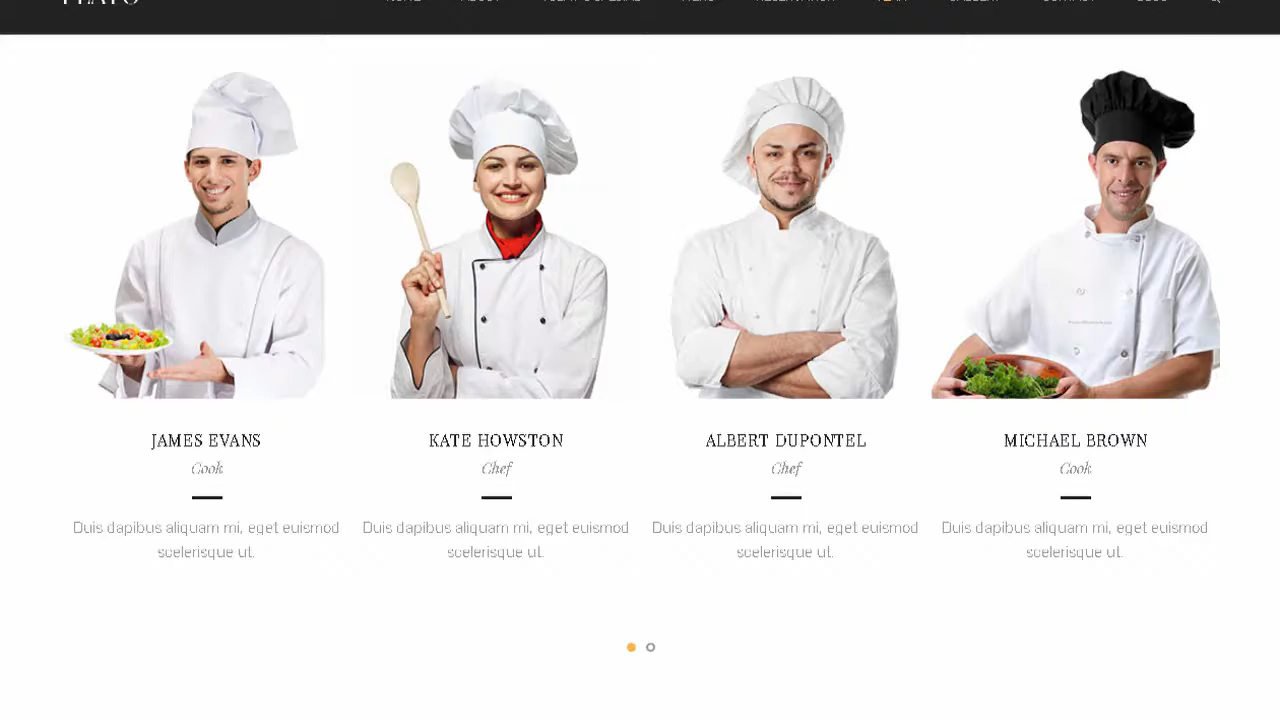 JAMES EVANS
Cook
Duis dapibus aliquam mi, eget euismod
scelerisque ut.
KATE HOWSTON
Chef
Duis dapibus aliquam mi, eget euismod
scelerisque ut.
ALBERT DUPONTEL
Chef
Duis dapibus aliquam mi, eget euismod
scelerisque ut.
MICHAEL BROWN
Cook
Duis dapibus aliquam mi, eget euismod
scelerisque ut.